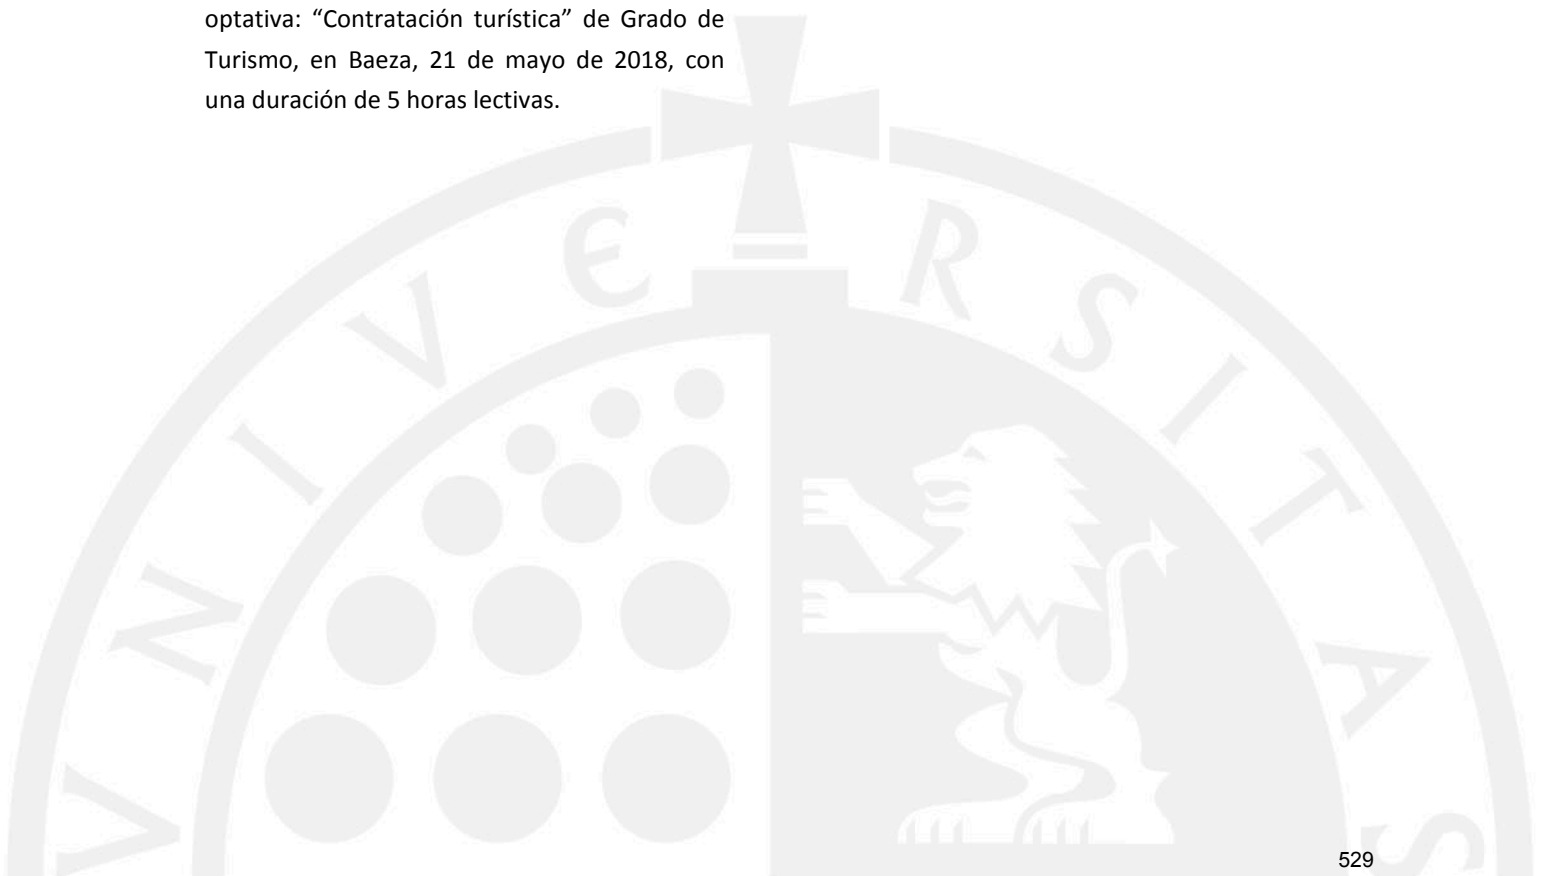 optativa: “Contratación turística” de Grado de
Turismo, en Baeza, 21 de mayo de 2018, con
una duración de 5 horas lectivas.
VNIVERSITAS
529